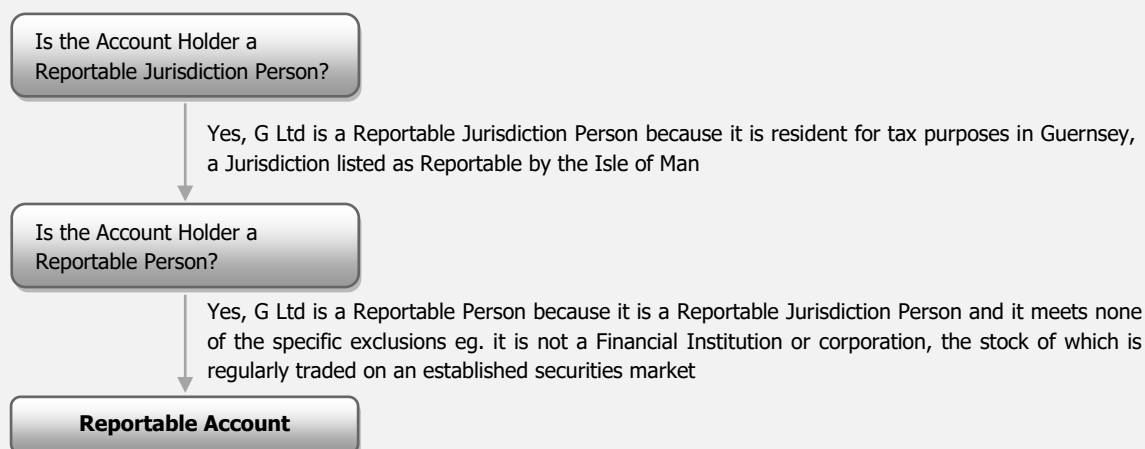 Is the Account Holder a
Reportable Jurisdiction Person?
Yes, G Ltd is a Reportable Jurisdiction Person because it is resident for tax purposes in Guernsey,
a Jurisdiction listed as Reportable by the Isle of Man
Is the Account Holder a
Reportable Person?
Yes, G Ltd is a Reportable Person because it is a Reportable Jurisdiction Person and it meets none
of the specific exclusions eg. it is not a Financial Institution or corporation, the stock of which is
regularly traded on an established securities market
Reportable Account